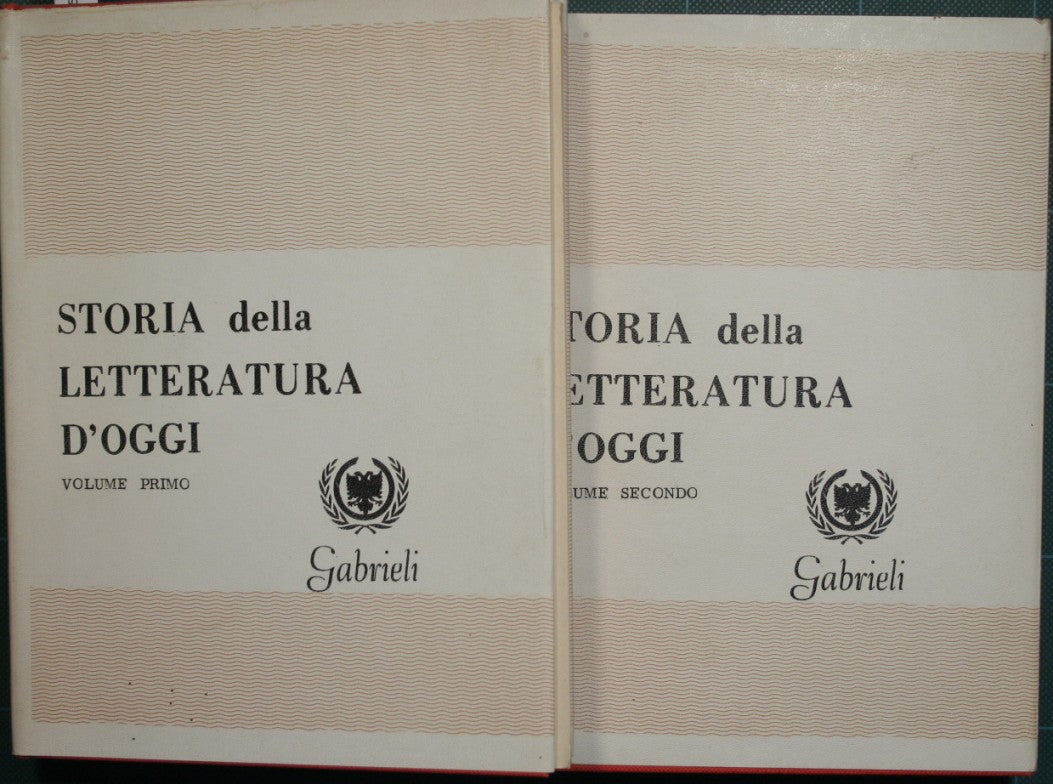 STORIA della
LETTERATURA
D'OGGI
VOLUME PRIMO
Gabrieli
TORIA della
ETTERATURA
'OGGI
UME SECONDO
Gabrieli